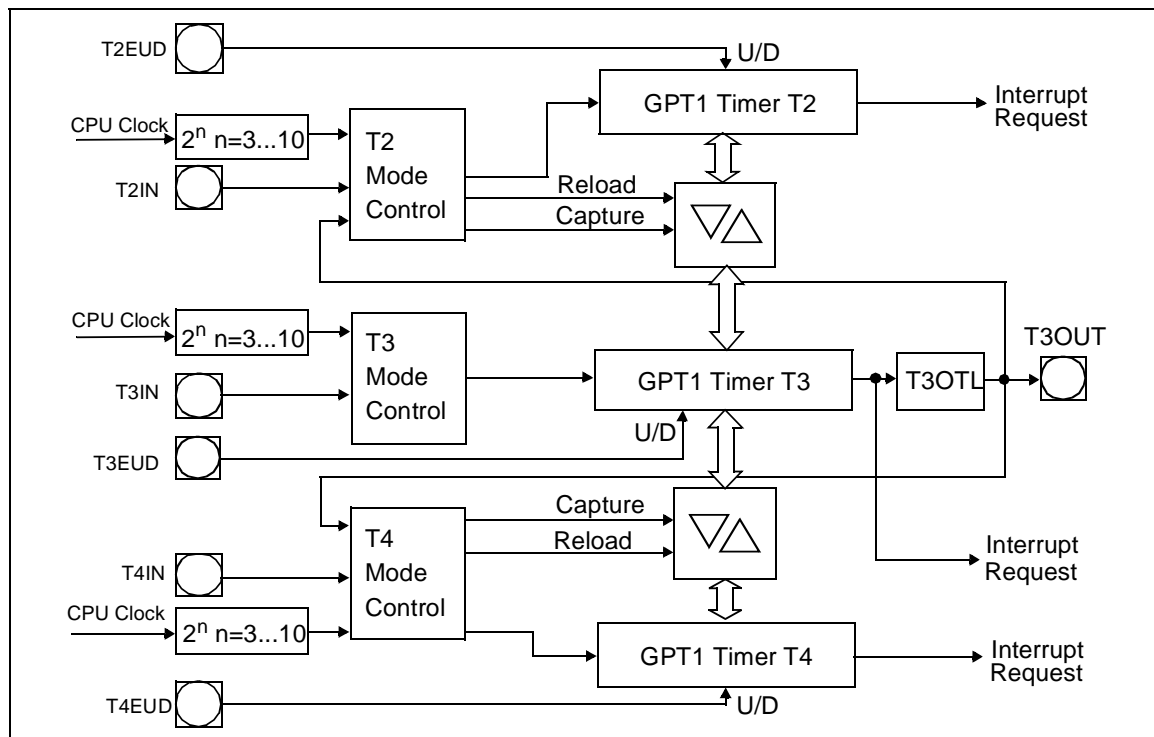 T2EUD
U/D
GPT1 Timer T2
Interrupt
Request
CPU Clock
2ⁿ n=3...10
T2
Mode
Control
T2IN
Reload
Capture
CPU Clock
2ⁿ n=3...10
T3
Mode
Control
T3IN
GPT1 Timer T3
T3OTL
T3OUT
U/D
T3EUD
Capture
Reload
T4
Mode
Control
T4IN
Interrupt
Request
CPU Clock
2ⁿ n=3...10
GPT1 Timer T4
Interrupt
Request
T4EUD
U/D